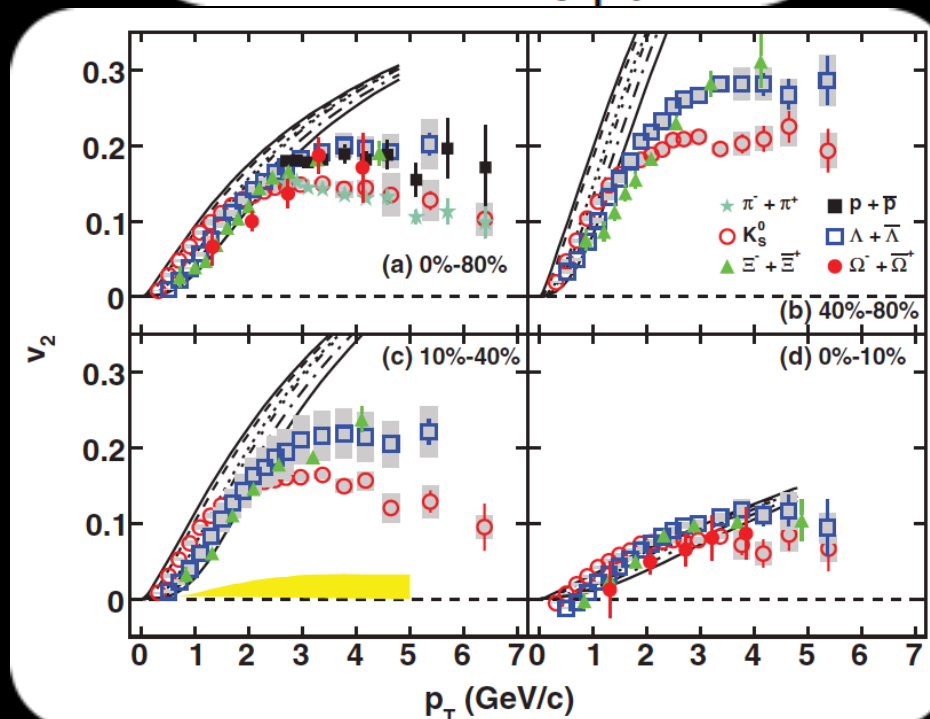 0.3
0.2
0.1
0
(a) 0%-80%
π⁻ + π⁺
p + p̅
K⁰ₛ
Λ + Λ̅
Ξ⁻ + Ξ̅⁺
Ω⁻ + Ω̅⁺
(b) 40%-80%
v₂
(c) 10%-40%
(d) 0%-10%
0.3
0.2
0.1
0
0 1 2 3 4 5 6 7 0 1 2 3 4 5 6 7
p_T (GeV/c)